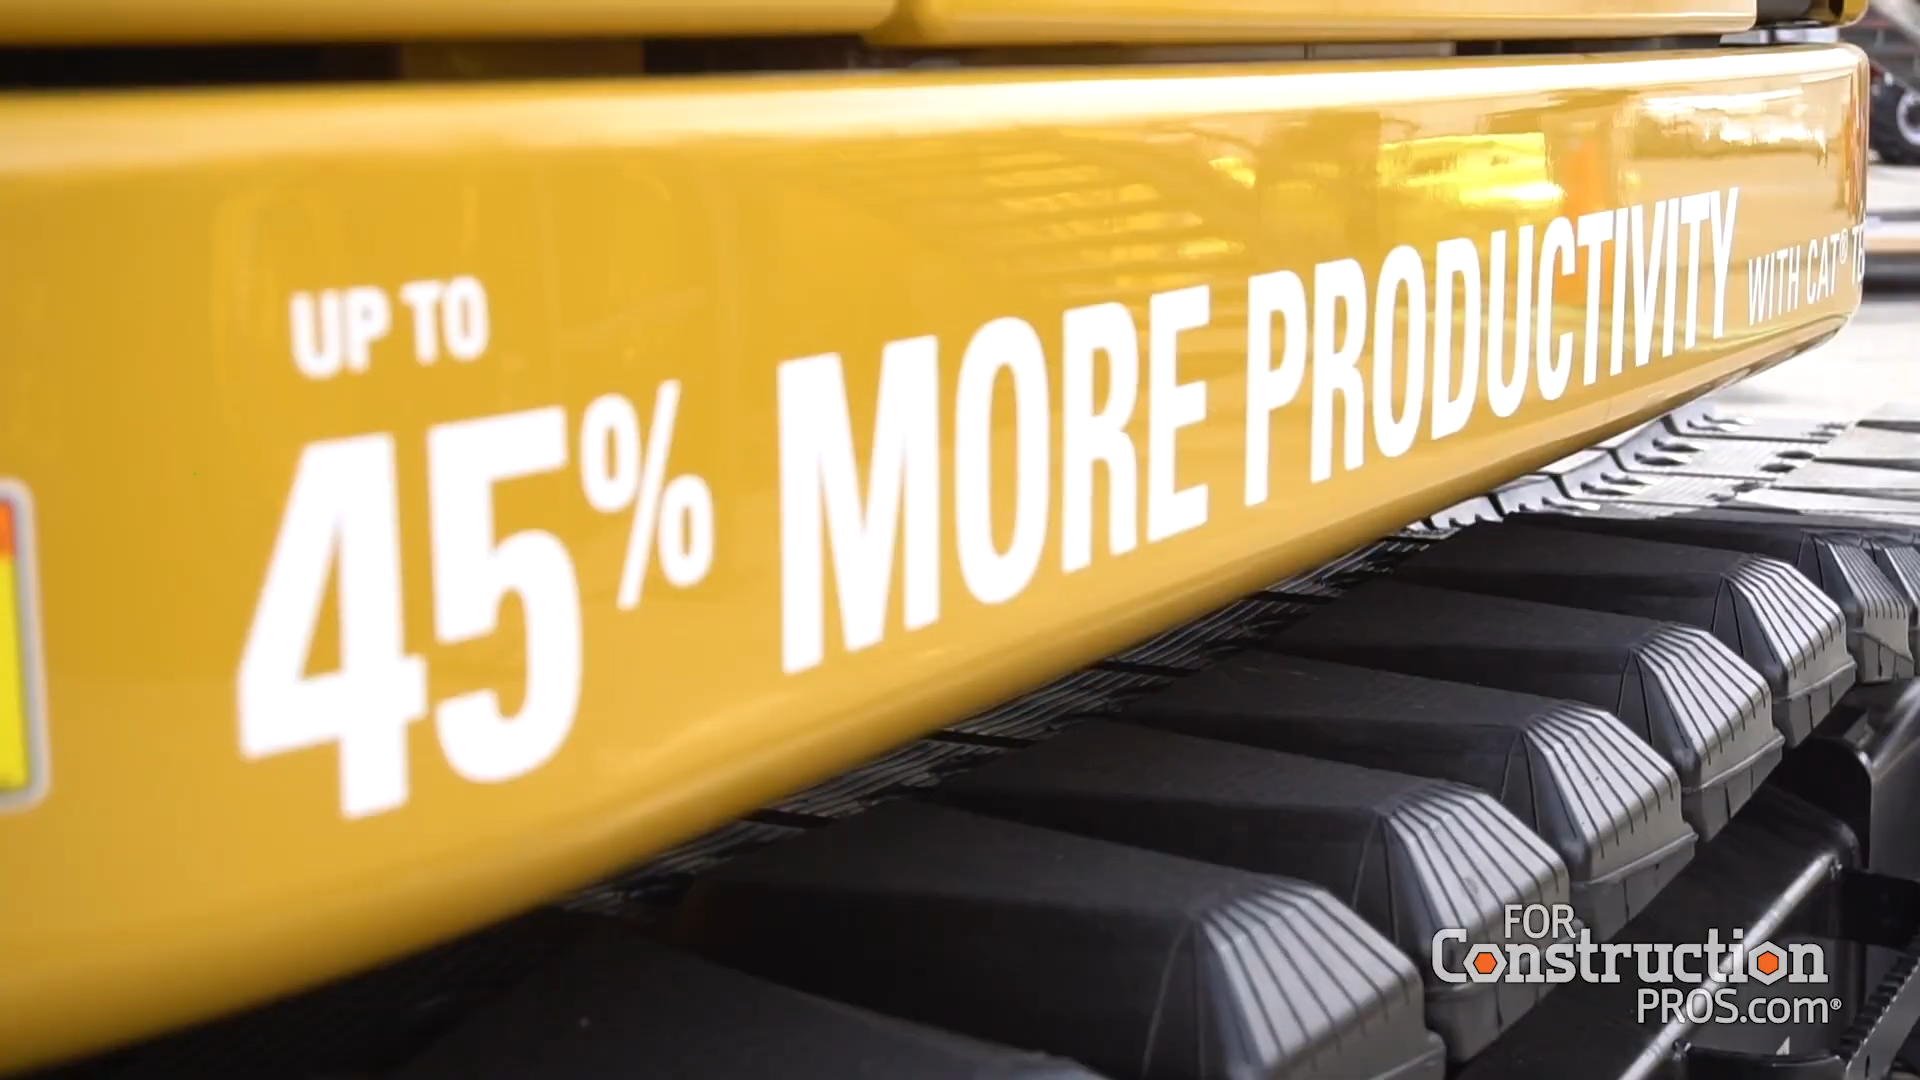 UP TO
45% MORE PRODUCTIVITY WITH CAT®
FOR
Construction
PROS.com®